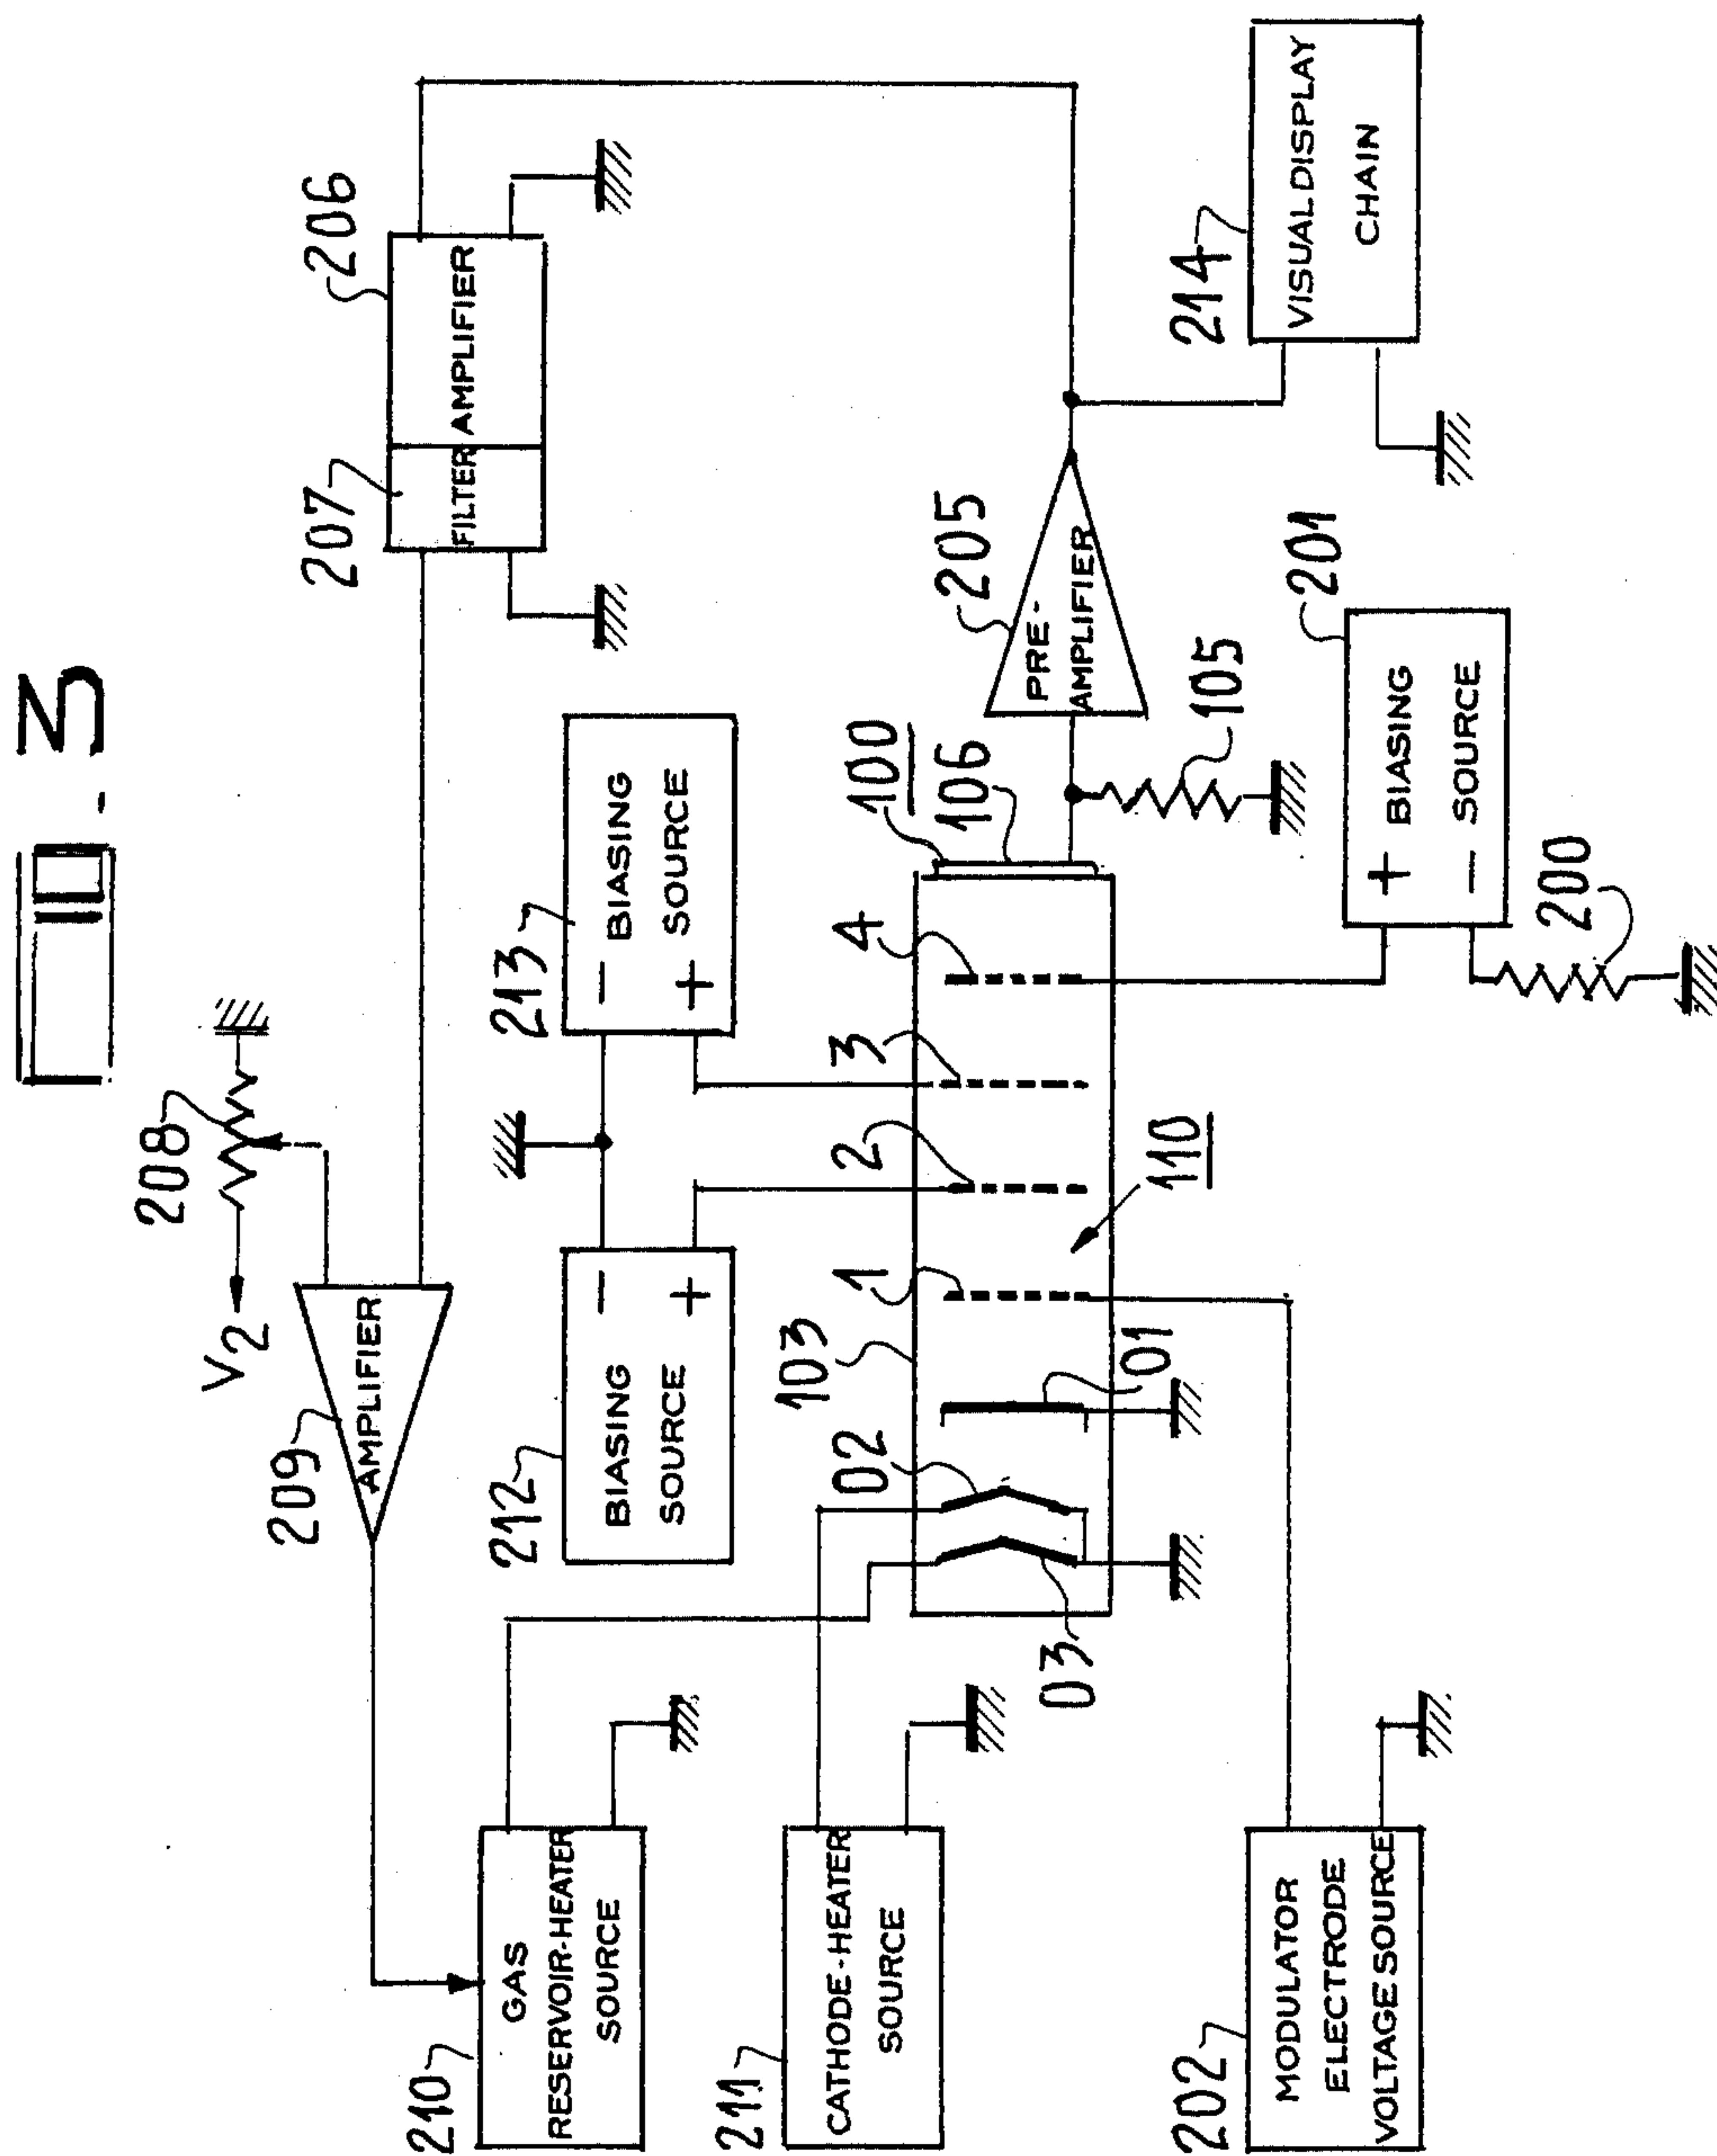 FIG-3
210
GAS
RESERVOIR-HEATER
SOURCE
211
CATHODE-HEATER
SOURCE
202
MODULATOR
ELECTRODE
VOLTAGE SOURCE
209
AMPLIFIER
V2
208
212
BIASING
SOURCE
-
+
213
BIASING
SOURCE
-
+
207
FILTER
206
AMPLIFIER
103
02
03
01
1
2
3
4
110
100
106
105
205
PRE-
AMPLIFIER
201
+ BIASING
- SOURCE
200
214
VISUAL DISPLAY
CHAIN